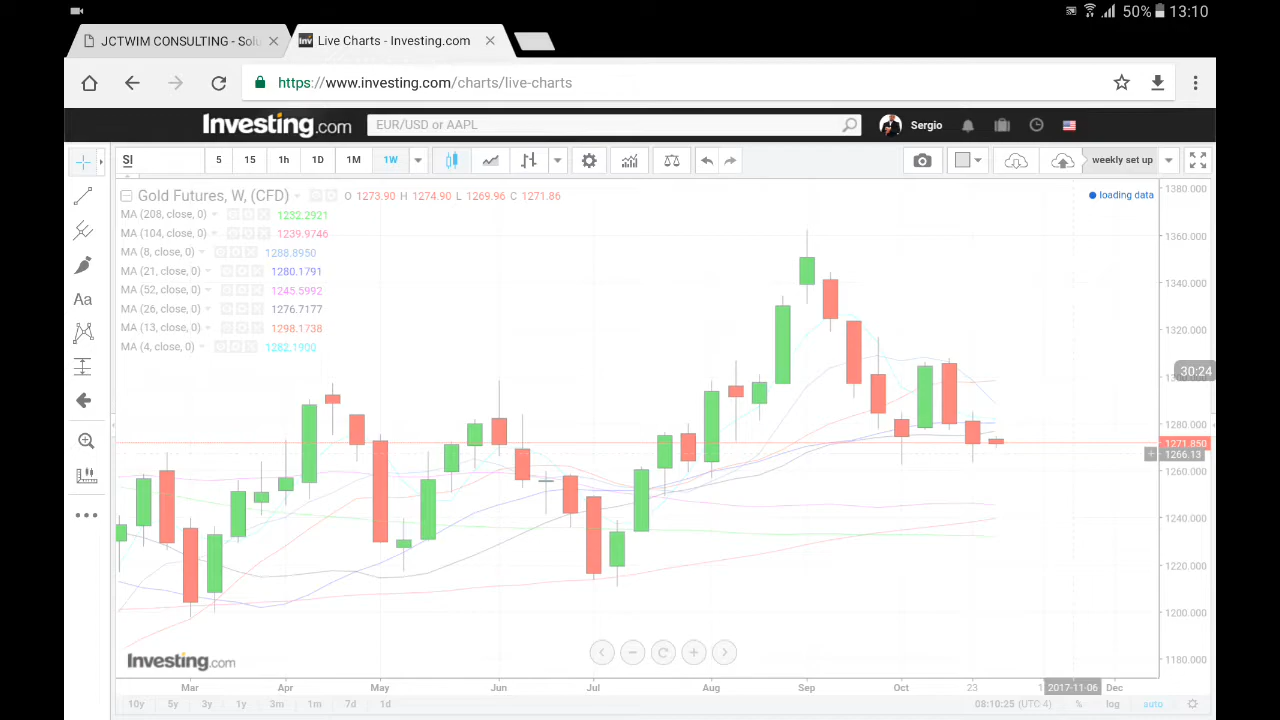 50% 13:10
JCTWIM CONSULTING - Solu
Live Charts - Investing.com
https://www.investing.com/charts/live-charts
Investing.com
EUR/USD or AAPL
Sergio
SI 5 15 1h 1D 1M 1W
weekly set up
Gold Futures, W, (CFD) O 1273.90 H 1274.90 L 1269.96 C 1271.86
loading data
MA (208, close, 0) 1232.2921
MA (104, close, 0) 1239.9746
MA (8, close, 0) 1288.8950
MA (21, close, 0) 1280.1791
MA (52, close, 0) 1245.5992
MA (26, close, 0) 1276.7177
MA (13, close, 0) 1298.1738
MA (4, close, 0) 1282.1900
Aa
1380.000
1360.000
1340.000
1320.000
30:24
1280.000
1271.850
1266.13
1260.000
1240.000
1220.000
1200.000
1180.000
Investing.com
Mar Apr May Jun Jul Aug Sep Oct 23 2017-11-06 Dec
10y 5y 3y 1y 3m 1m 7d 1d 08:10:25 (UTC-4) % log auto